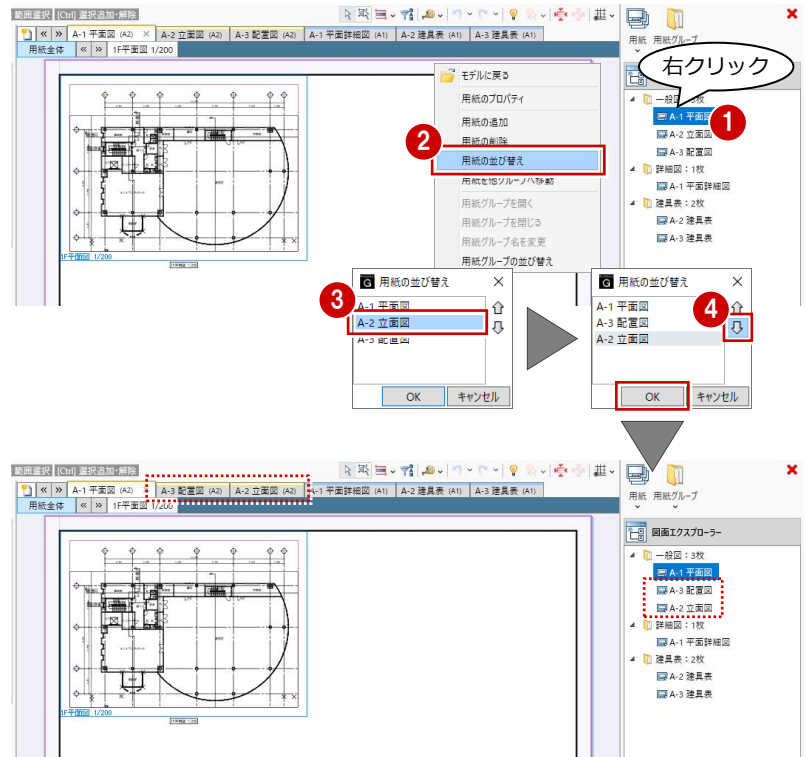 範囲選択 [Ctrl] 選択追加・解除
A-1 平面図 (A2) × A-2 立面図 (A2) A-3 配置図 (A2) A-1 平面詳細図 (A1) A-2 建具表 (A1) A-3 建具表 (A1)
用紙全体 « » 1F平面図 1/200
用紙 用紙グループ
右クリック
1
一般図:3枚
A-1 平面図
A-2 立面図
A-3 配置図
詳細図:1枚
A-1 平面詳細図
建具表:2枚
A-2 建具表
A-3 建具表
モデルに戻る
用紙のプロパティ
用紙の追加
用紙の削除
2
用紙の並び替え
用紙を他グループへ移動
用紙グループを開く
用紙グループを閉じる
用紙グループ名を変更
用紙グループの並び替え
1F平面図 1/200
用紙の並び替え ×
3
A-1 平面図
A-2 立面図
A-3 配置図
OK キャンセル
用紙の並び替え ×
4
A-1 平面図
A-3 配置図
A-2 立面図
OK キャンセル
範囲選択 [Ctrl] 選択追加・解除
A-1 平面図 (A2) A-3 配置図 (A2) A-2 立面図 (A2) A-1 平面詳細図 (A1) A-2 建具表 (A1) A-3 建具表 (A1)
用紙全体 « » 1F平面図 1/200
用紙 用紙グループ
図面エクスプローラー
一般図:3枚
A-1 平面図
A-3 配置図
A-2 立面図
詳細図:1枚
A-1 平面詳細図
建具表:2枚
A-2 建具表
A-3 建具表
1F平面図 1/200